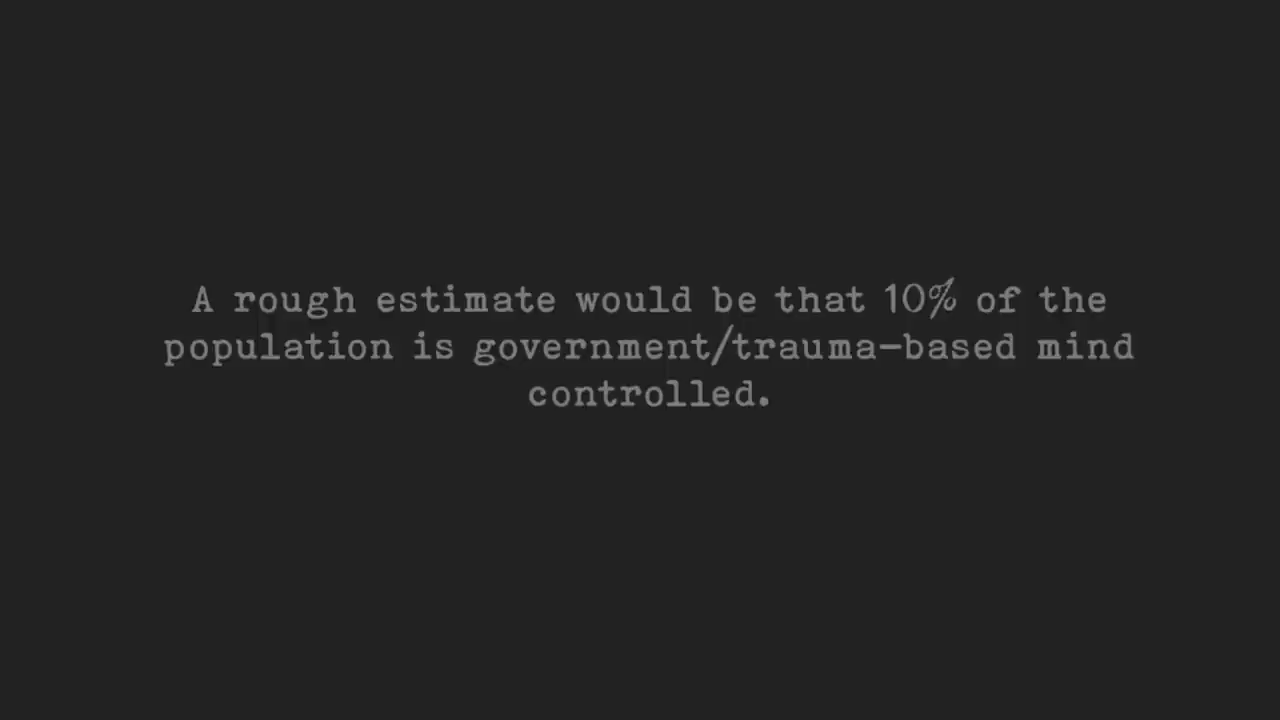 A rough estimate would be that 10% of the
population is government/trauma-based mind
controlled.